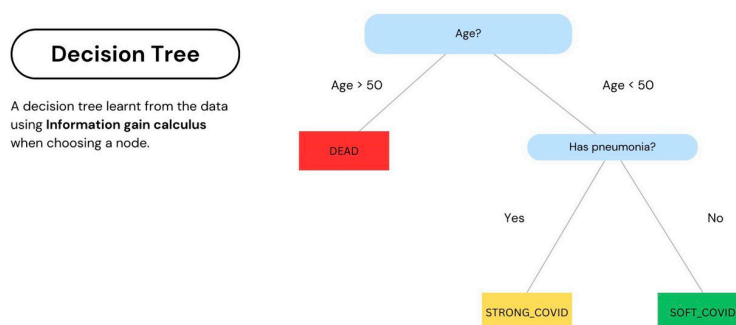 Decision Tree
A decision tree learnt from the data
using Information gain calculus
when choosing a node.
Age?
Age > 50
Age < 50
DEAD
Has pneumonia?
Yes
No
STRONG_COVID
SOFT_COVID